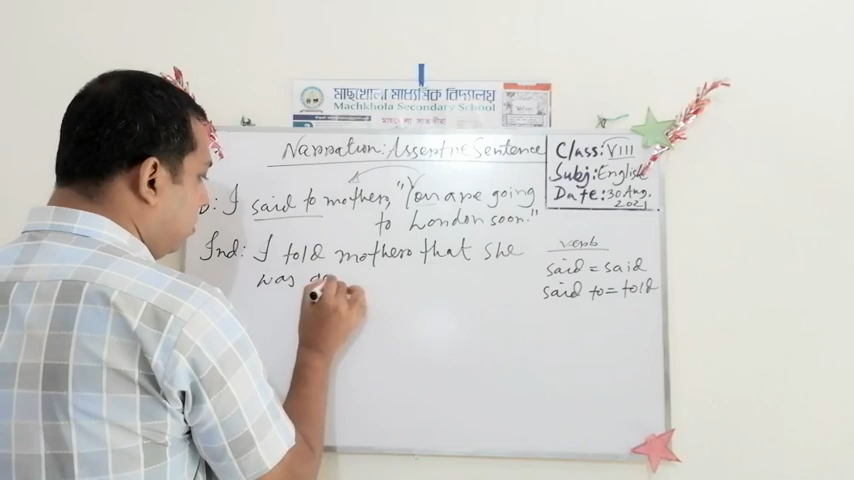 মাছখোলা মাধ্যমিক বিদ্যালয়
Machkhola Secondary School
Narration: Assertive Sentence
Class: VIII
Subj: English
Date: 30 Aug. 2021
: I said to mother, "You are going
to London soon."
Ind: I told mother that she
was go
verb
said = said
said to = told